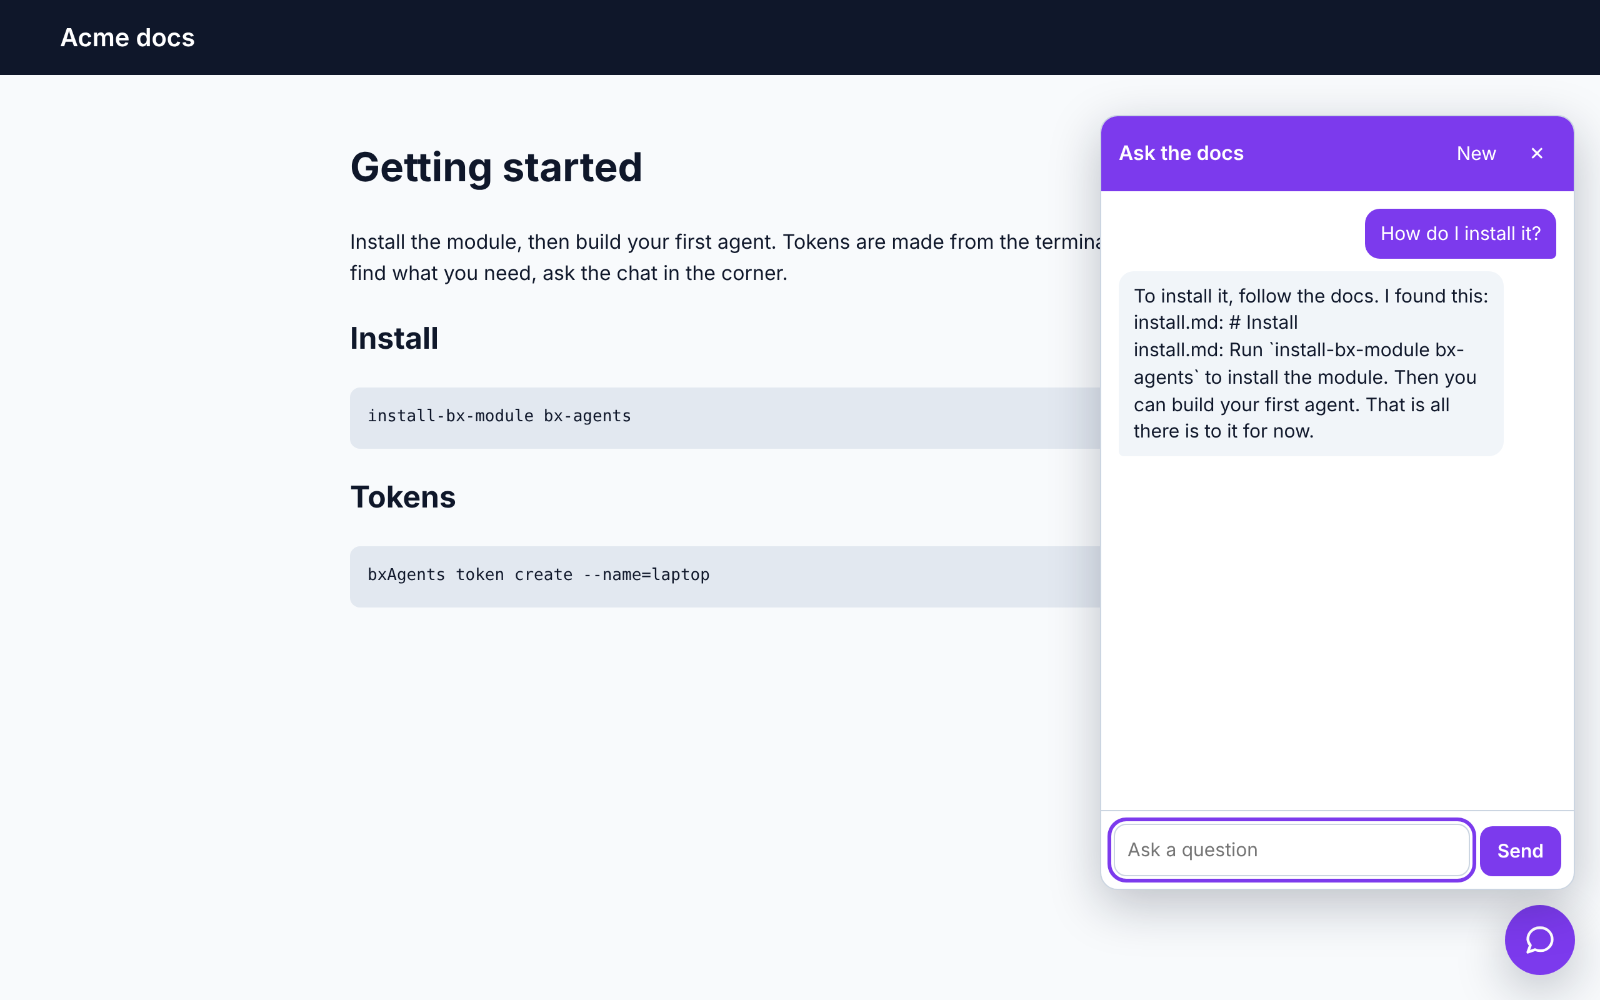 Acme docs
Getting started
Install the module, then build your first agent. Tokens are made from the
find what you need, ask the chat in the corner.
Install
install-bx-module bx-agents
Tokens
bxAgents token create --name=laptop
Ask the docs
New
×
How do I install it?
To install it, follow the docs. I found this:
install.md: # Install
install.md: Run `install-bx-module bx-
agents` to install the module. Then you
can build your first agent. That is all
there is to it for now.
Ask a question
Send